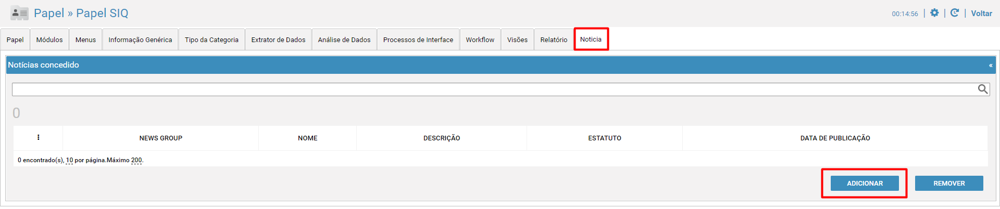 Papel » Papel SIQ
00:14:56 | | | Voltar
Papel Módulos Menus Informação Genérica Tipo da Categoria Extrator de Dados Análise de Dados Processos de Interface Workflow Visões Relatório Noticia
Notícias concedido «
0
NEWS GROUP NOME DESCRIÇÃO ESTATUTO DATA DE PUBLICAÇÃO
0 encontrado(s), 10 por página.Máximo 200.
ADICIONAR REMOVER